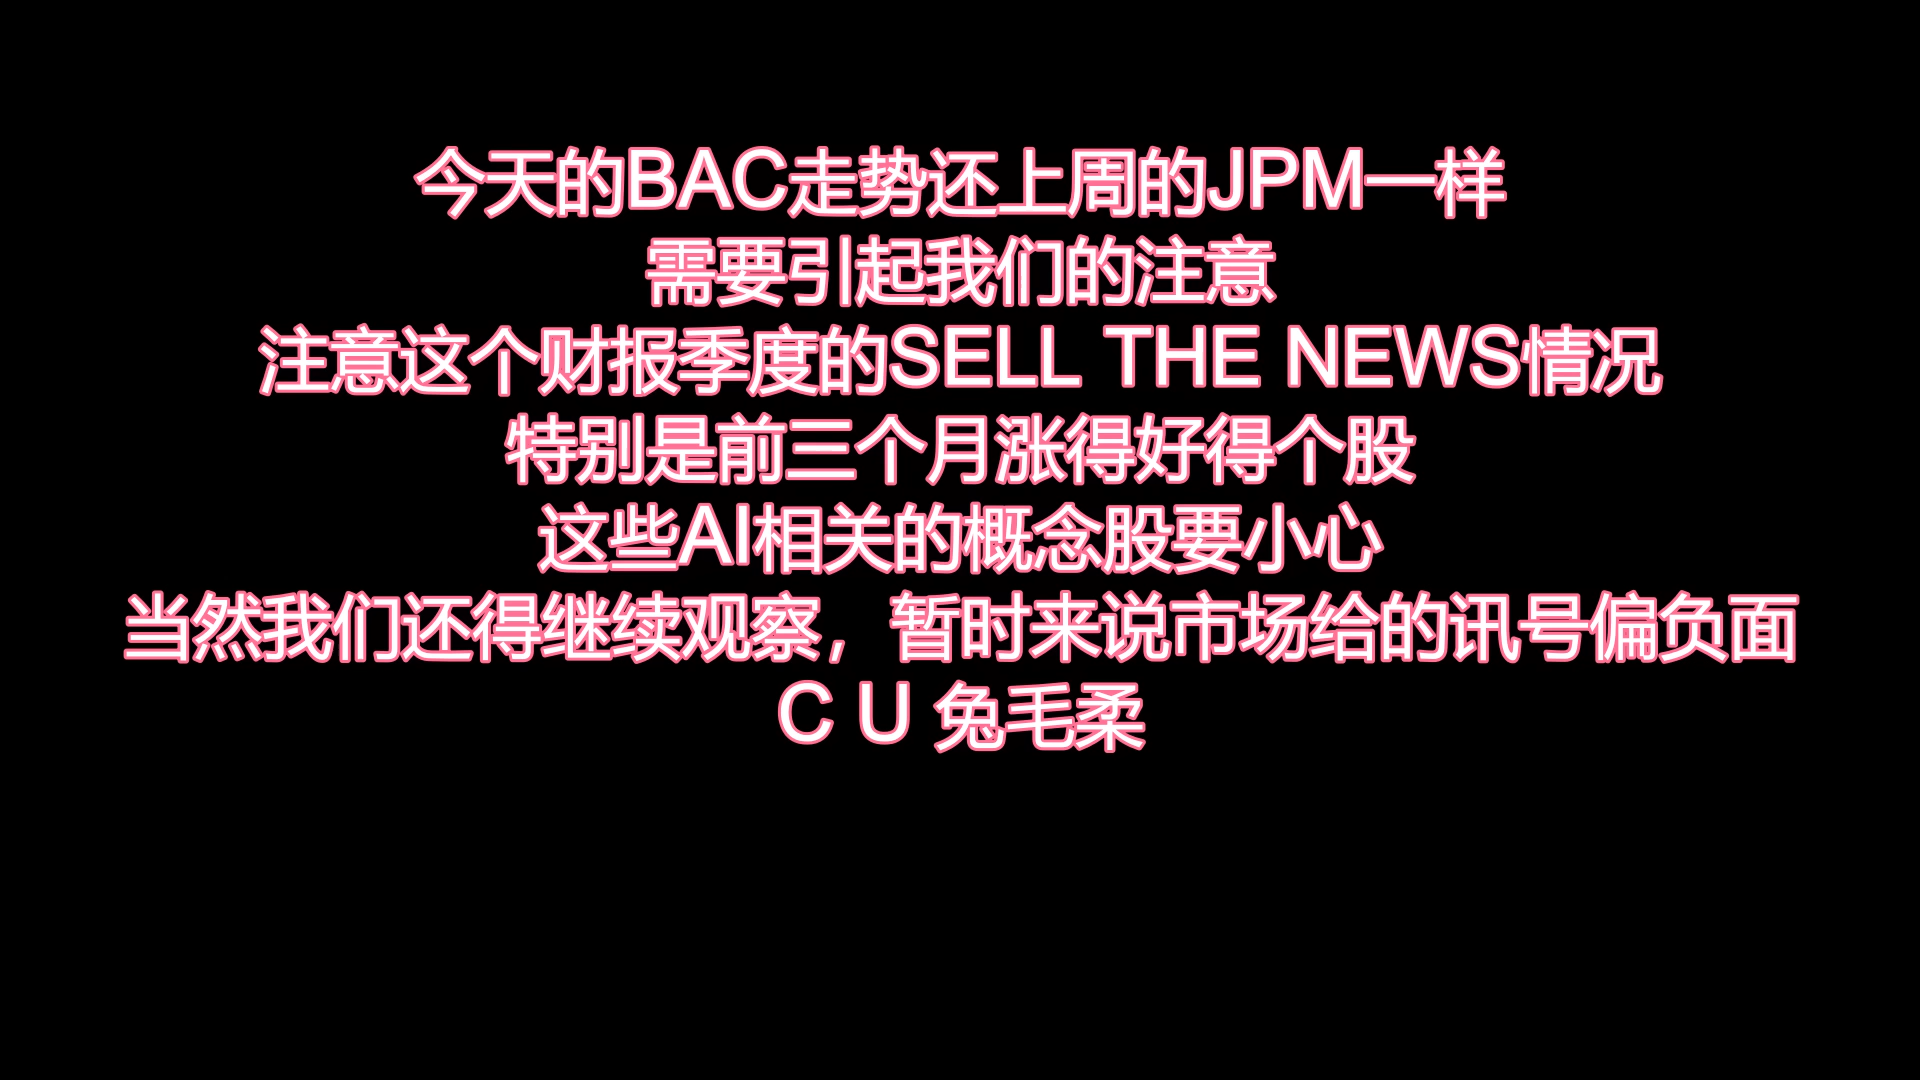 今天的BAC走势还上周的JPM一样
需要引起我们的注意
注意这个财报季度的SELL THE NEWS情况
特别是前三个月涨得好得个股
这些AI相关的概念股要小心
当然我们还得继续观察，暂时来说市场给的讯号偏负面
C U 兔毛柔